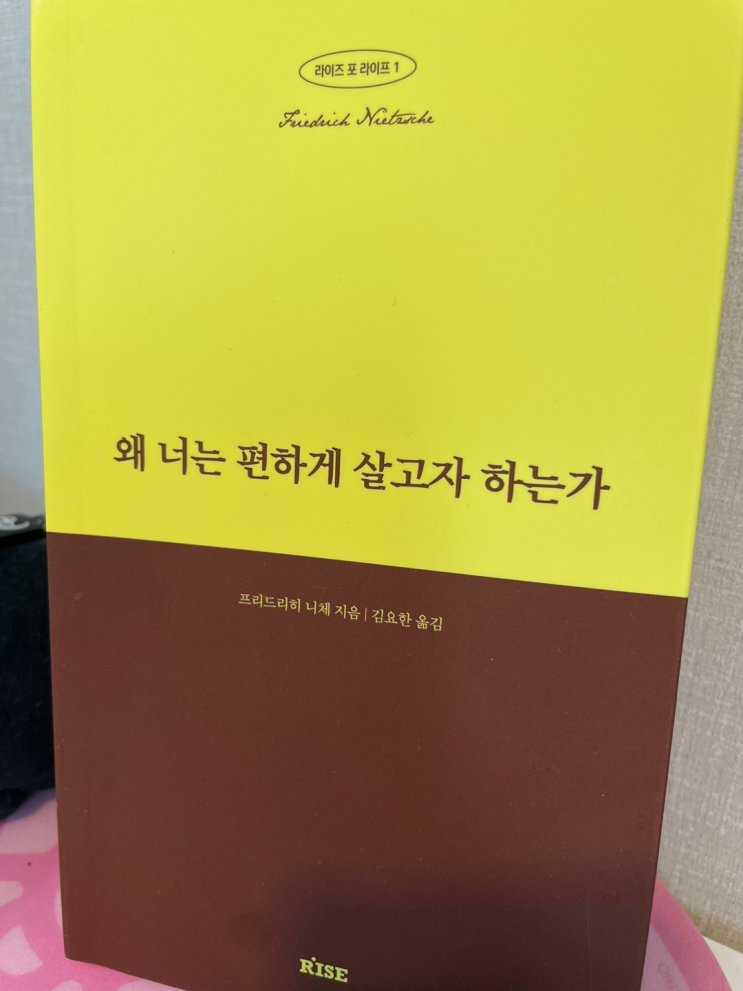 라이즈 포 라이프 1
Friedrich Nietzsche
왜 너는 편하게 살고자 하는가
프리드리히 니체 지음 | 김요한 옮김
RISE